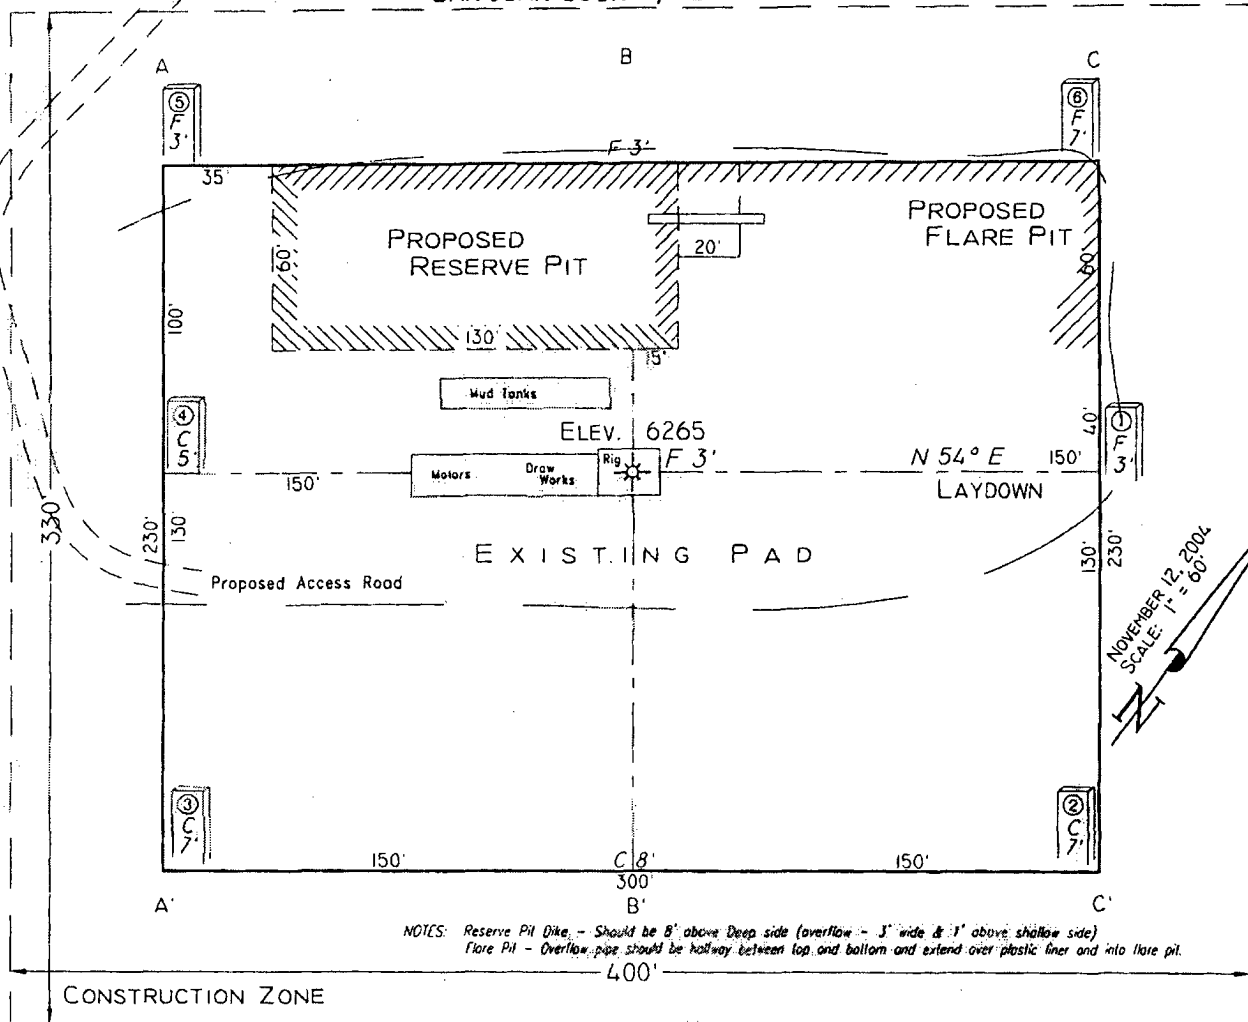 A
B
C
⑤
F
3'
⑥
F
7'
F 3'
35'
PROPOSED
RESERVE PIT
PROPOSED
FLARE PIT
60'
20'
60'
100'
130'
15'
Mud Tanks
④
C
5'
ELEV. 6265
40'
①
F
3'
Rig
F 3'
N 54° E
150'
Motors
Draw
Works
150'
LAYDOWN
330'
230'
130'
EXISTING PAD
130'
230'
NOVEMBER 12, 2004
SCALE: 1" = 60'
Proposed Access Road
N
③
C
7'
②
C
7'
150'
C 8'
150'
300'
A'
B'
C'
NOTES: Reserve Pit Dike - Should be 8' above Deep side (overflow - 3' wide & 1' above shallow side)
Flare Pit - Overflow pipe should be halfway between top and bottom and extend over plastic liner and into flare pit.
400'
CONSTRUCTION ZONE